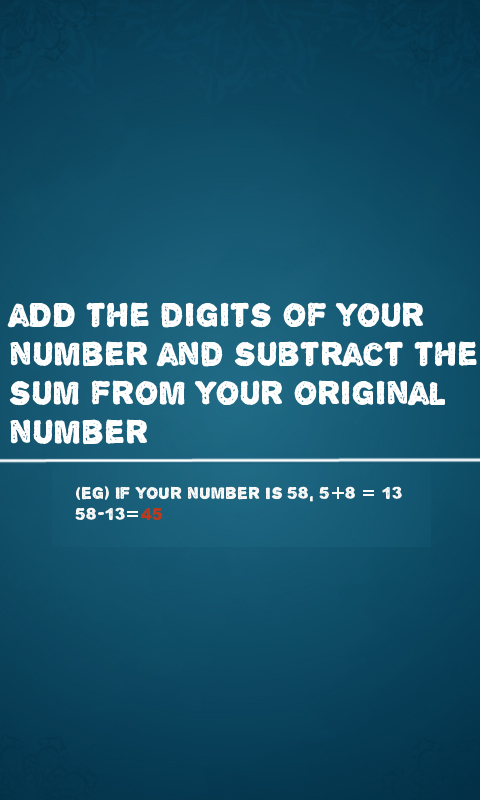 ADD THE DIGITS OF YOUR
NUMBER AND SUBTRACT THE
SUM FROM YOUR ORIGINAL
NUMBER
(EG) IF YOUR NUMBER IS 58, 5+8 = 13
58-13=45